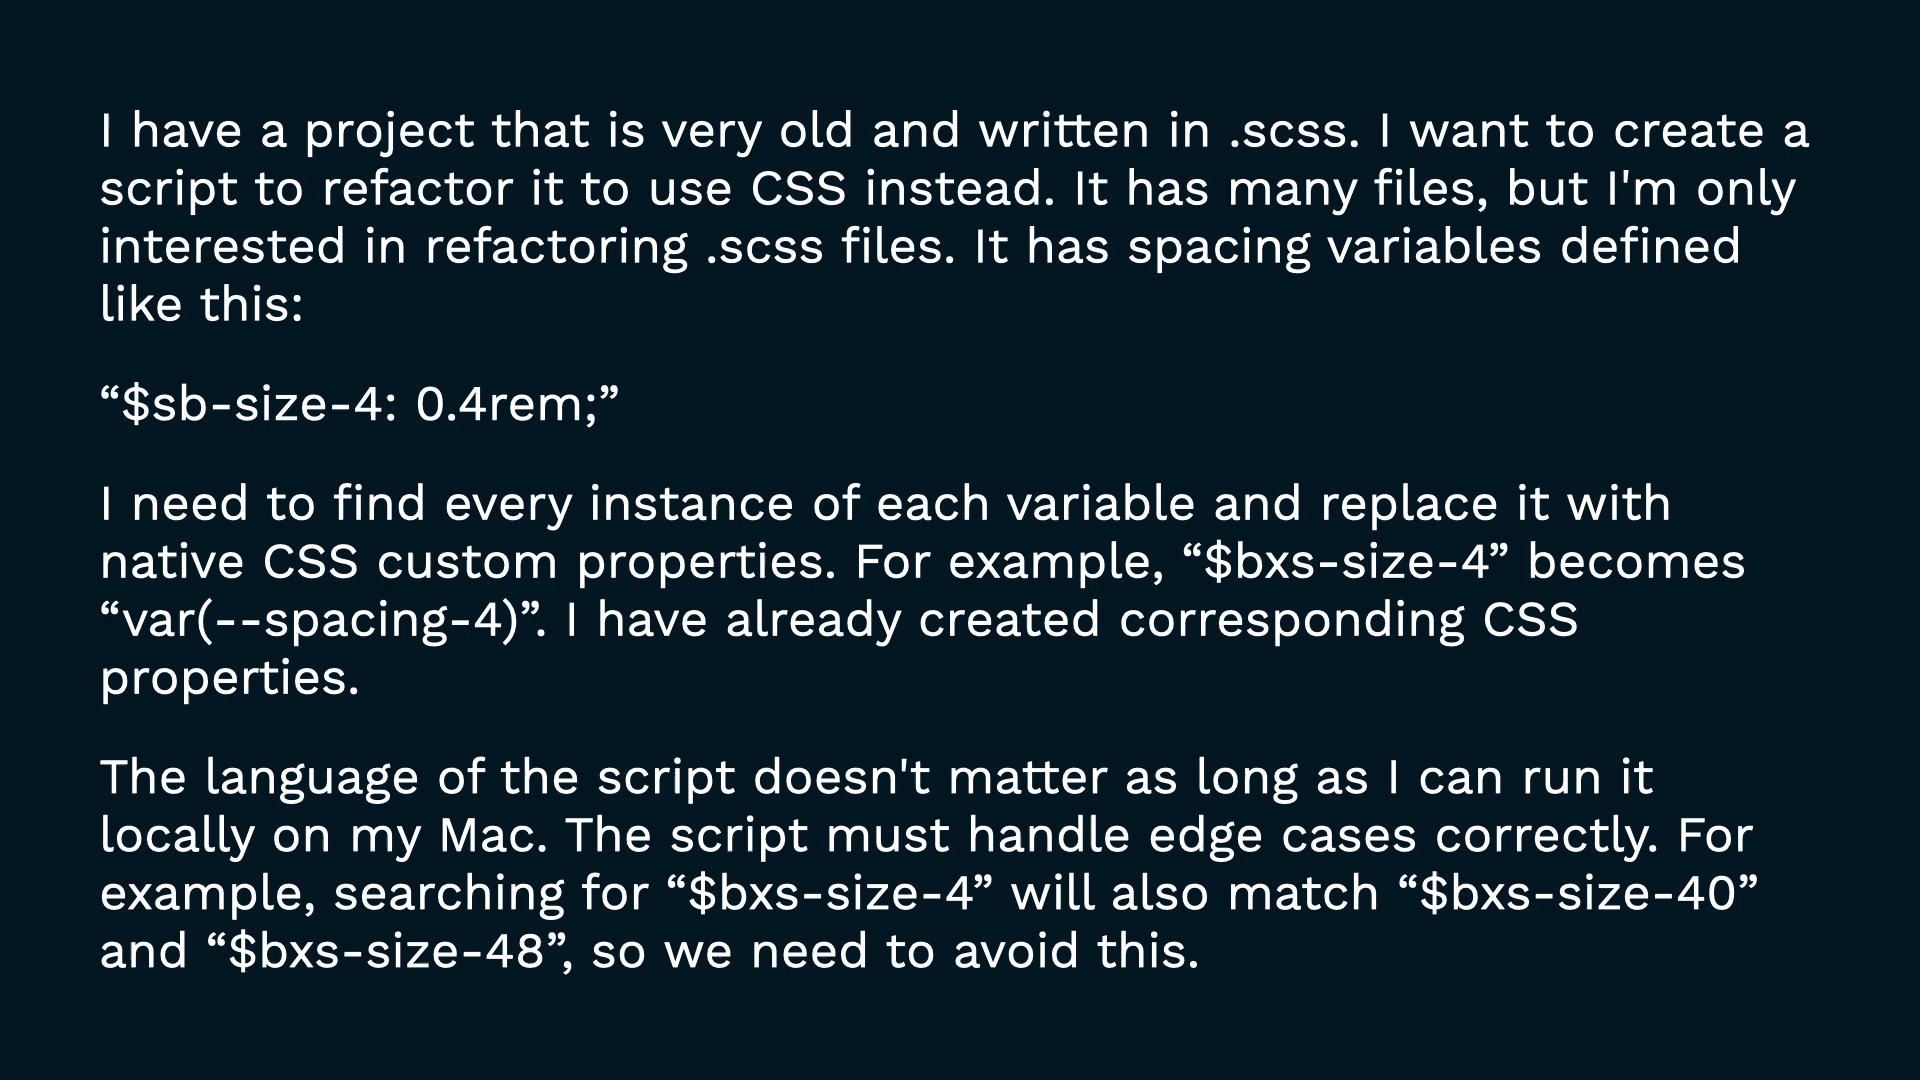 I have a project that is very old and written in .scss. I want to create a
script to refactor it to use CSS instead. It has many files, but I'm only
interested in refactoring .scss files. It has spacing variables defined
like this:
“$sb-size-4: 0.4rem;”
I need to find every instance of each variable and replace it with
native CSS custom properties. For example, “$bxs-size-4” becomes
“var(--spacing-4)”. I have already created corresponding CSS
properties.
The language of the script doesn't matter as long as I can run it
locally on my Mac. The script must handle edge cases correctly. For
example, searching for “$bxs-size-4” will also match “$bxs-size-40”
and “$bxs-size-48”, so we need to avoid this.